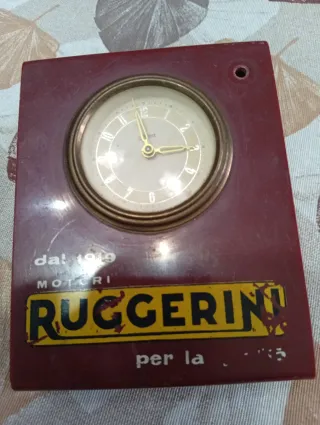 dal 1919
MOTORI
RUGGERINI
per la